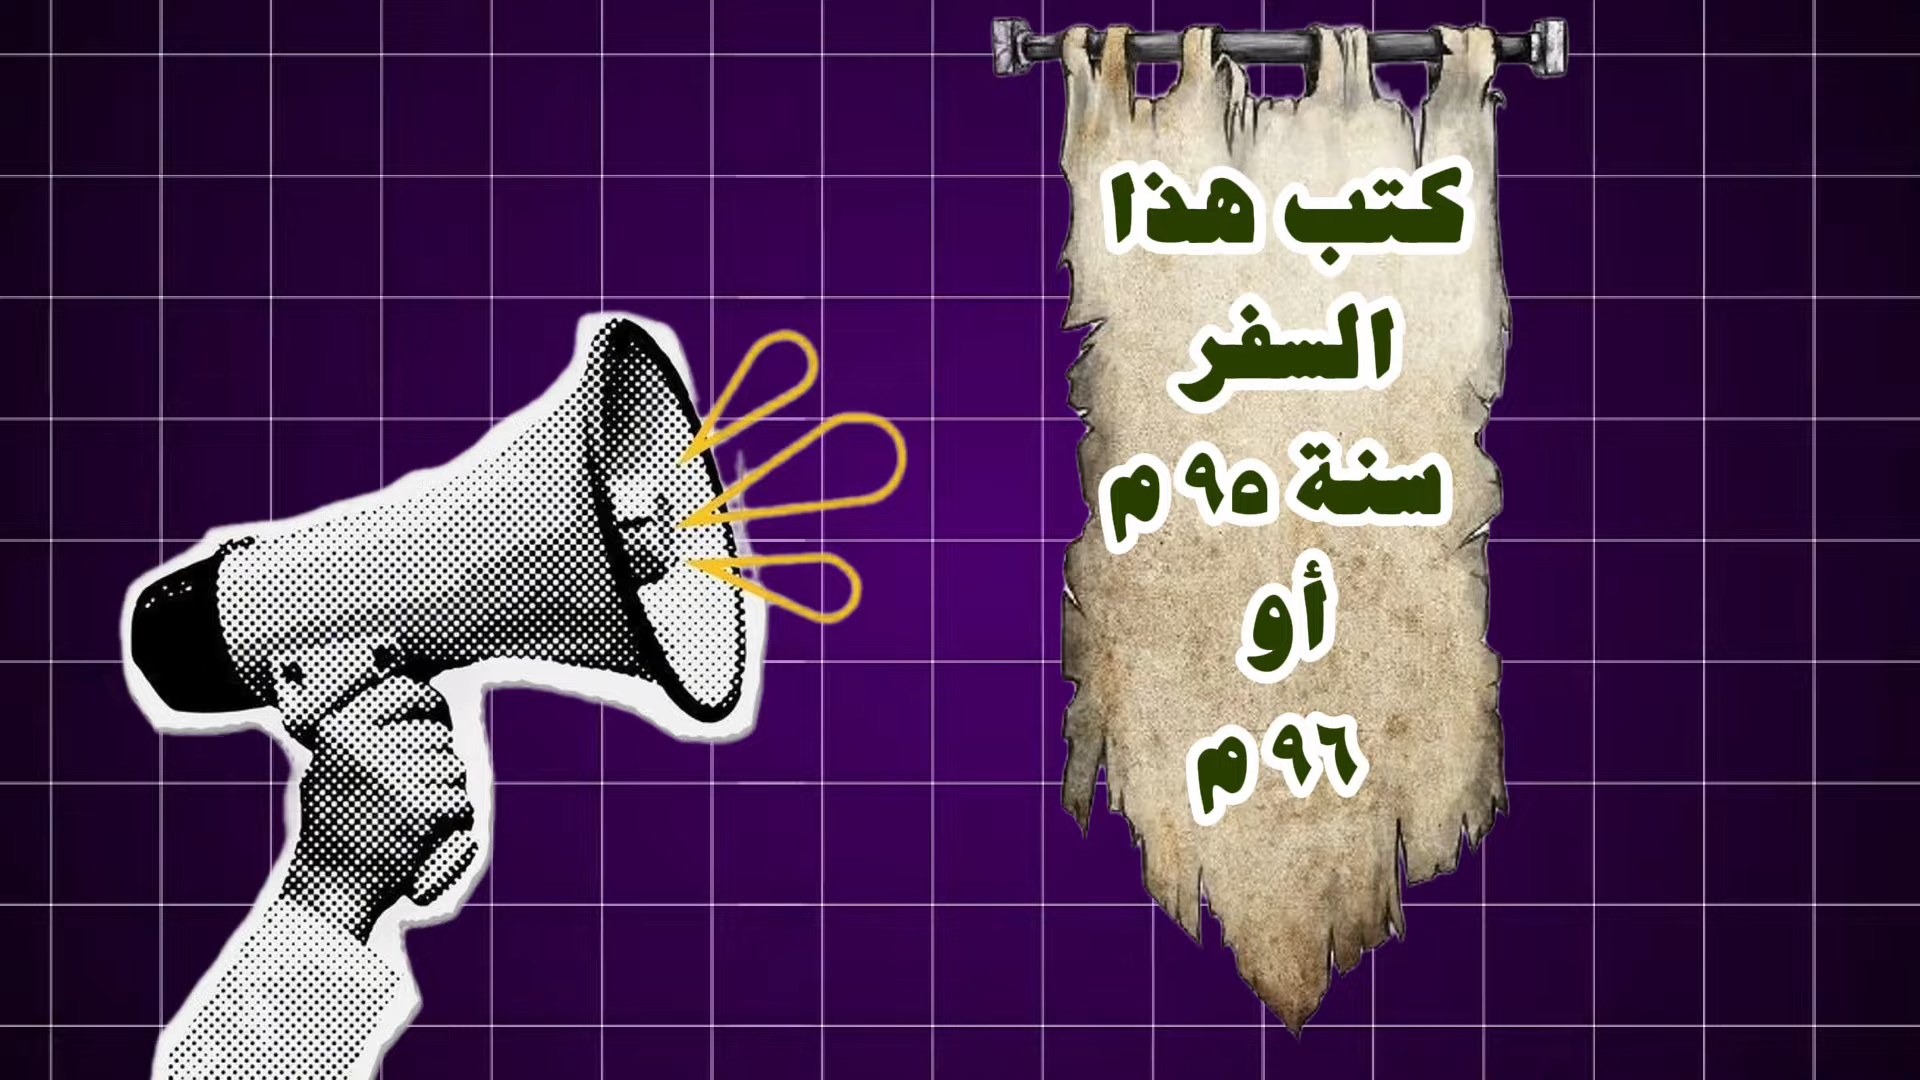 كتب هذا
السفر
سنة ٩٥ م
أو
٩٦ م